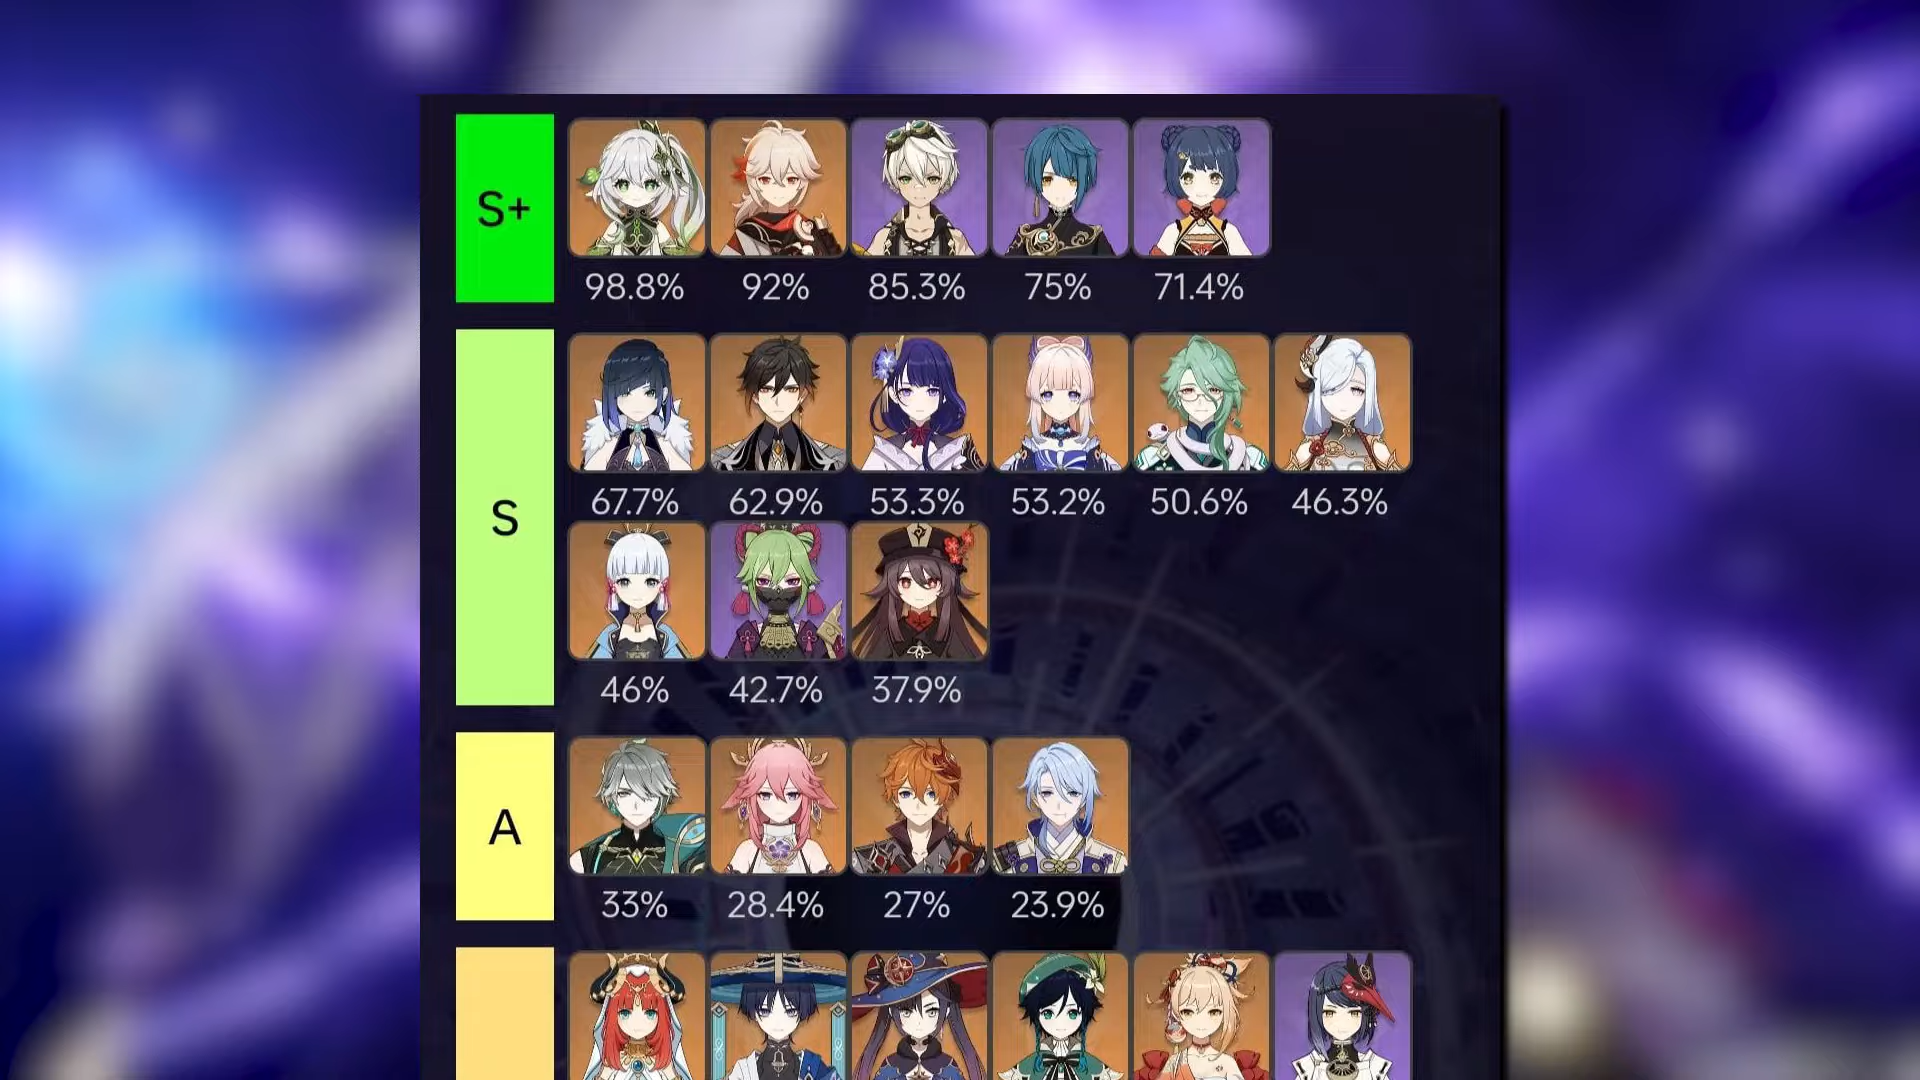 S+
98.8% 92% 85.3% 75% 71.4%
S
67.7% 62.9% 53.3% 53.2% 50.6% 46.3%
46% 42.7% 37.9%
A
33% 28.4% 27% 23.9%